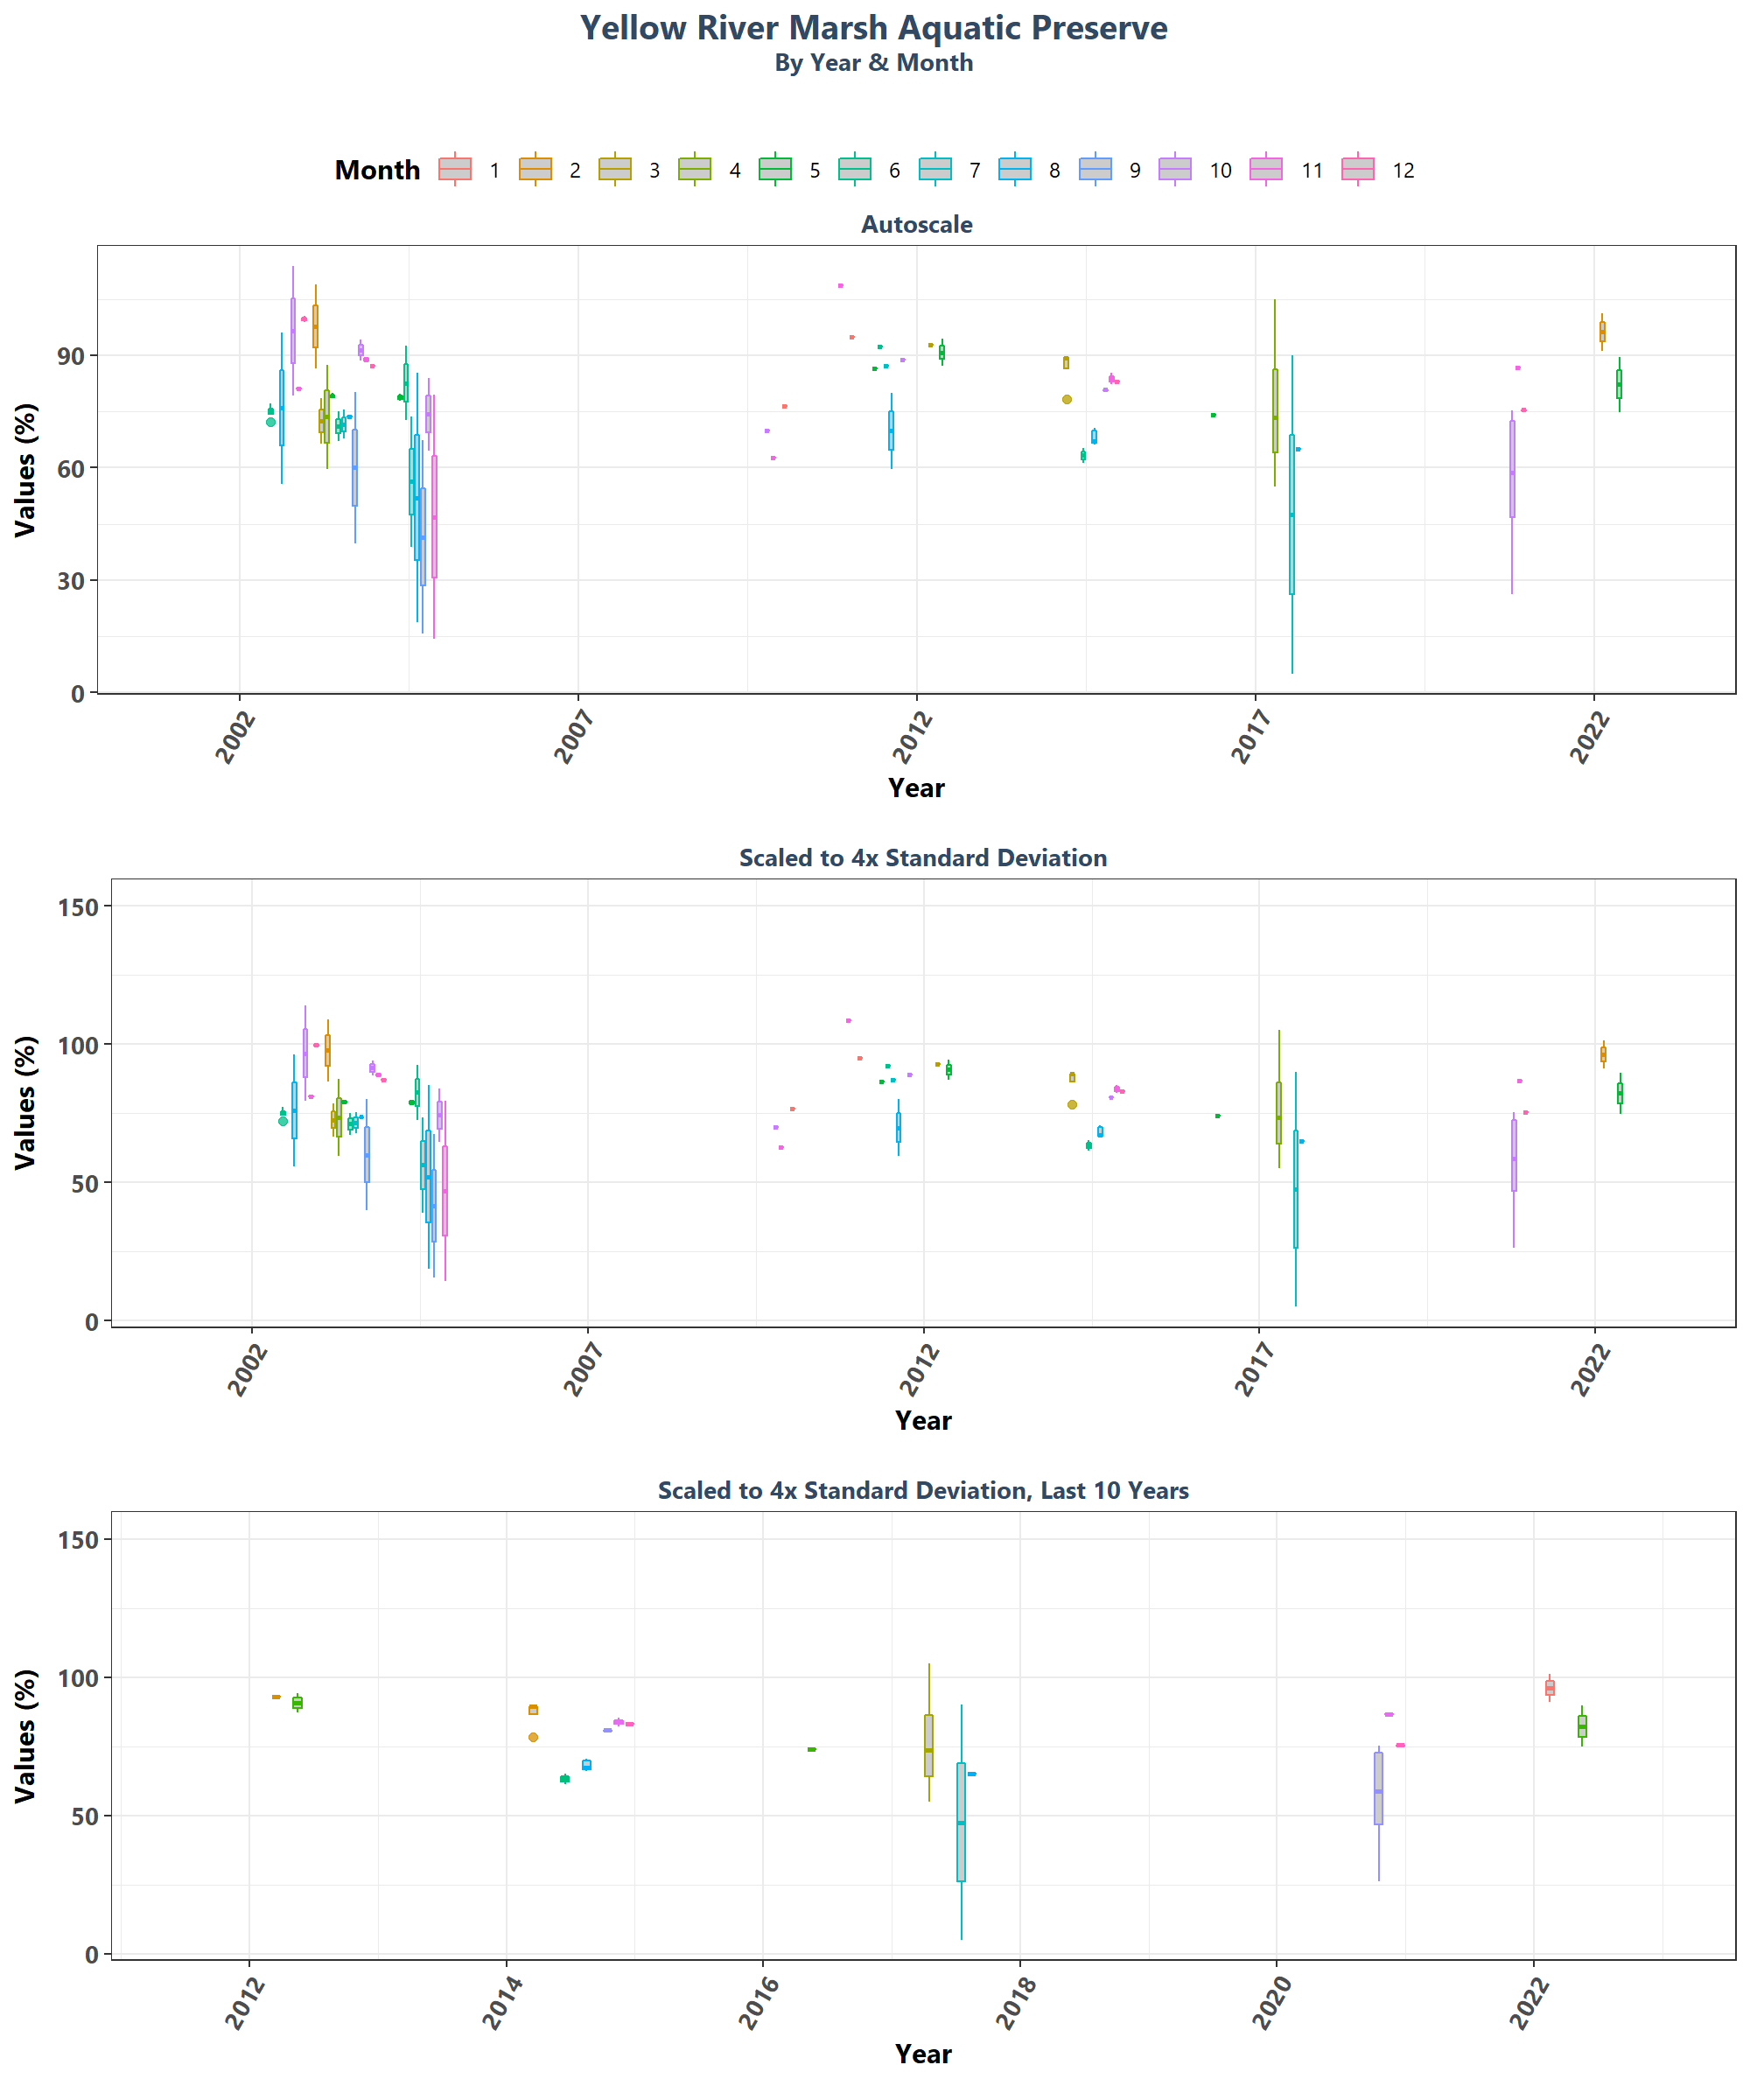 Yellow River Marsh Aquatic Preserve
By Year & Month
Month 1 2 3 4 5 6 7 8 9 10 11 12
Autoscale
Values (%)
90
60
30
0
2002 2007 2012 2017 2022
Year
Scaled to 4x Standard Deviation
Values (%)
150
100
50
0
2002 2007 2012 2017 2022
Year
Scaled to 4x Standard Deviation, Last 10 Years
Values (%)
150
100
50
0
2012 2014 2016 2018 2020 2022
Year